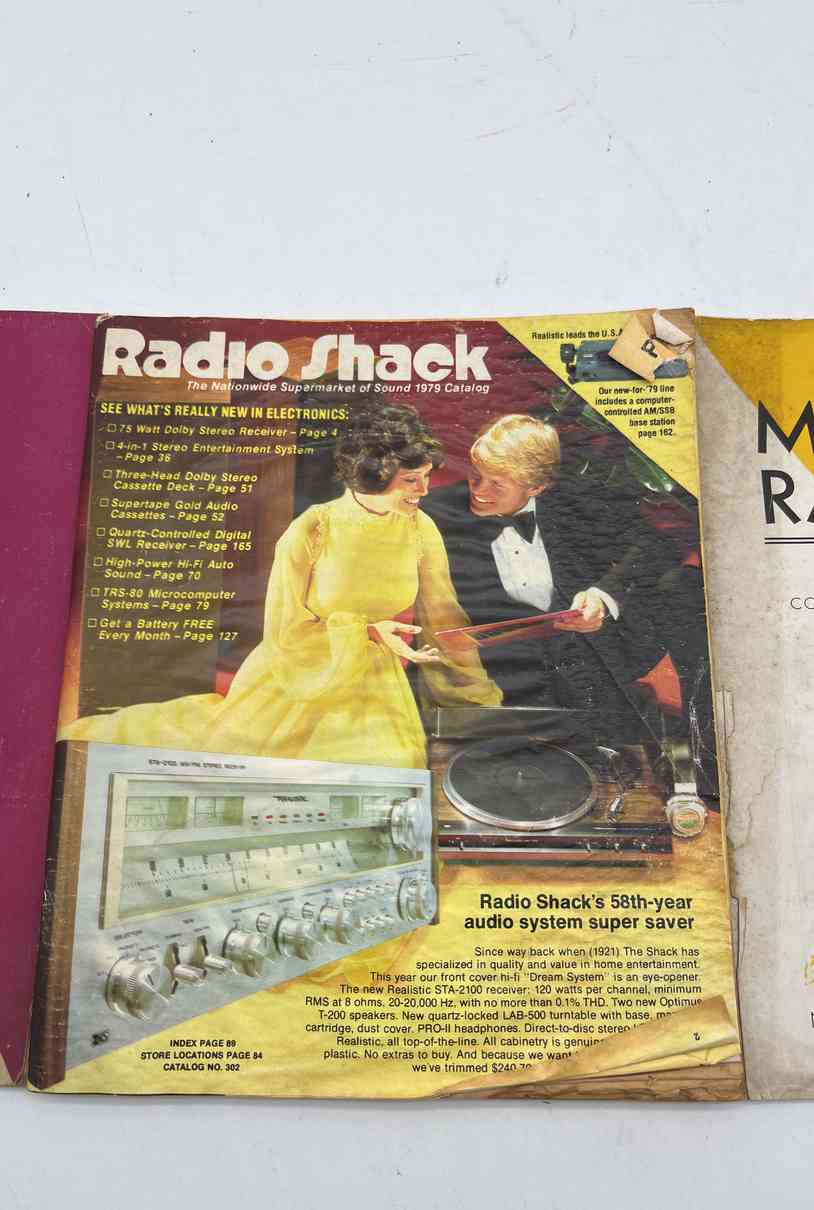 Radio Shack
The Nationwide Supermarket of Sound 1979 Catalog
SEE WHAT'S REALLY NEW IN ELECTRONICS:
75 Watt Dolby Stereo Receiver – Page 4
4-in-1 Stereo Entertainment System
– Page 36
Three-Head Dolby Stereo
Cassette Deck – Page 51
Supertape Gold Audio
Cassettes – Page 52
Quartz-Controlled Digital
SWL Receiver – Page 165
High-Power Hi-Fi Auto
Sound – Page 70
TRS-80 Microcomputer
Systems – Page 79
Get a Battery FREE
Every Month – Page 127
Realistic leads the U.S.A
P
Our new-for-'79 line
includes a computer-
controlled AM/SSB
base station
page 162.
STA-2100 AM/FM STEREO RECEIVER
REALISTIC
Radio Shack's 58th-year
audio system super saver
Since way back when (1921) The Shack has
specialized in quality and value in home entertainment.
This year our front cover hi-fi "Dream System" is an eye-opener.
The new Realistic STA-2100 receiver: 120 watts per channel, minimum
RMS at 8 ohms, 20-20,000 Hz, with no more than 0.1% THD. Two new Optimus
T-200 speakers. New quartz-locked LAB-500 turntable with base,
cartridge, dust cover. PRO-II headphones. Direct-to-disc stereo
Realistic, all top-of-the-line. All cabinetry is
plastic. No extras to buy. And because we want
we've trimmed
2
INDEX PAGE 89
STORE LOCATIONS PAGE 84
CATALOG NO. 302
M
RA
CO